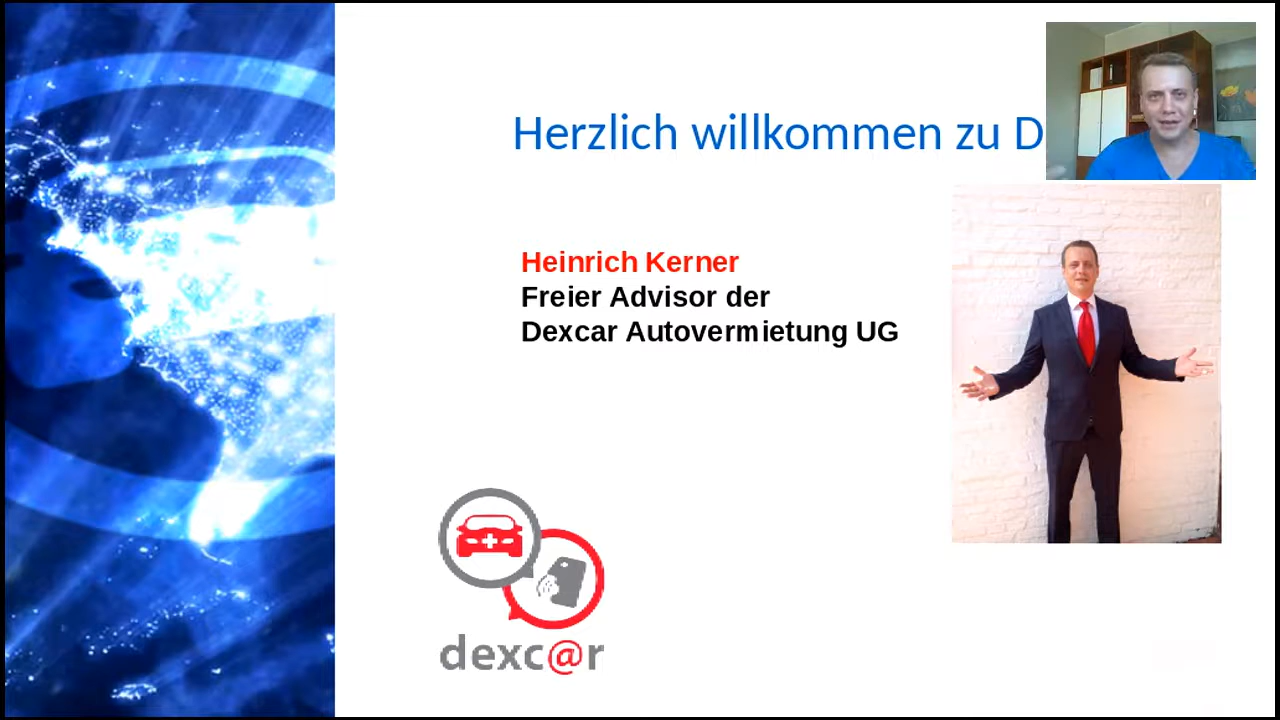 Herzlich willkommen zu D
Heinrich Kerner
Freier Advisor der
Dexcar Autovermietung UG
dexc@r